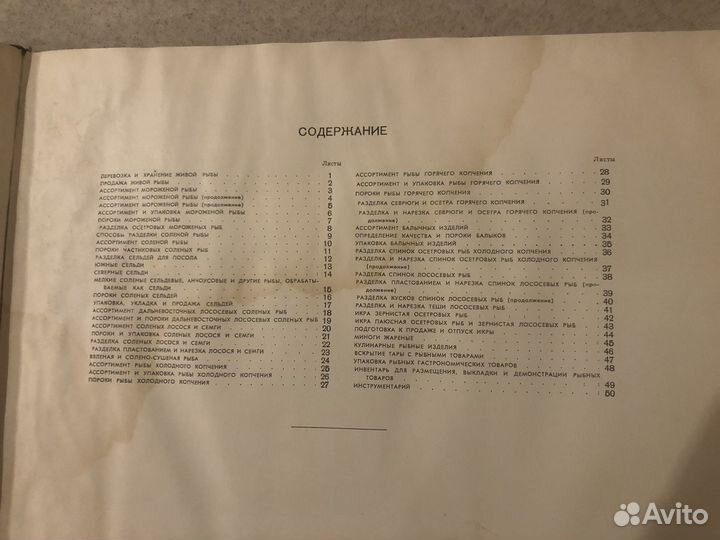 СОДЕРЖАНИЕ
Листы
ПЕРЕВОЗКА И ХРАНЕНИЕ ЖИВОЙ РЫБЫ 1
ПРОДАЖА ЖИВОЙ РЫБЫ 2
АССОРТИМЕНТ МОРОЖЕНОЙ РЫБЫ 3
АССОРТИМЕНТ МОРОЖЕНОЙ РЫБЫ (продолжение) 4
АССОРТИМЕНТ МОРОЖЕНОЙ РЫБЫ (продолжение) 5
АССОРТИМЕНТ И УПАКОВКА МОРОЖЕНОЙ РЫБЫ 6
ПОРОКИ МОРОЖЕНОЙ РЫБЫ 7
РАЗДЕЛКА ОСЕТРОВЫХ МОРОЖЕНЫХ РЫБ 8
СПОСОБЫ РАЗДЕЛКИ СОЛЕНОЙ РЫБЫ 9
АССОРТИМЕНТ СОЛЕНОЙ РЫБЫ 10
ПОРОКИ ЧАСТИКОВЫХ СОЛЕНЫХ РЫБ 11
РАЗДЕЛКА СЕЛЬДЕЙ ДЛЯ ПОСОЛА 12
ЮЖНЫЕ СЕЛЬДИ 13
СЕВЕРНЫЕ СЕЛЬДИ 14
МЕЛКИЕ СОЛЕНЫЕ СЕЛЬДЕВЫЕ, АНЧОУСОВЫЕ И ДРУГИЕ РЫБЫ, ОБРАБАТЫ-
ВАЕМЫЕ КАК СЕЛЬДИ 15
ПОРОКИ СОЛЕНЫХ СЕЛЬДЕЙ 16
УПАКОВКА, УКЛАДКА И ПРОДАЖА СЕЛЬДЕЙ 17
АССОРТИМЕНТ ДАЛЬНЕВОСТОЧНЫХ ЛОСОСЕВЫХ СОЛЕНЫХ РЫБ 18
АССОРТИМЕНТ И ПОРОКИ ДАЛЬНЕВОСТОЧНЫХ ЛОСОСЕВЫХ СОЛЕНЫХ РЫБ 19
АССОРТИМЕНТ СОЛЕНЫХ ЛОСОСЯ И СЕМГИ 20
ПОРОКИ И УПАКОВКА СОЛЕНЫХ ЛОСОСЯ И СЕМГИ 21
РАЗДЕЛКА СОЛЕНЫХ ЛОСОСЯ И СЕМГИ 22
РАЗДЕЛКА ПЛАСТОВАНИЕМ И НАРЕЗКА ЛОСОСЯ И СЕМГИ 23
ВЯЛЕНАЯ И СОЛЕНО-СУШЕНАЯ РЫБА 24
АССОРТИМЕНТ РЫБЫ ХОЛОДНОГО КОПЧЕНИЯ 25
АССОРТИМЕНТ И УПАКОВКА РЫБЫ ХОЛОДНОГО КОПЧЕНИЯ 26
ПОРОКИ РЫБЫ ХОЛОДНОГО КОПЧЕНИЯ 27
Листы
АССОРТИМЕНТ РЫБЫ ГОРЯЧЕГО КОПЧЕНИЯ 28
АССОРТИМЕНТ И УПАКОВКА РЫБЫ ГОРЯЧЕГО КОПЧЕНИЯ 29
ПОРОКИ РЫБЫ ГОРЯЧЕГО КОПЧЕНИЯ 30
РАЗДЕЛКА СЕВРЮГИ И ОСЕТРА ГОРЯЧЕГО КОПЧЕНИЯ 31
РАЗДЕЛКА И НАРЕЗКА СЕВРЮГИ И ОСЕТРА ГОРЯЧЕГО КОПЧЕНИЯ (про-
должение) 32
АССОРТИМЕНТ БАЛЫЧНЫХ ИЗДЕЛИЙ 33
ОПРЕДЕЛЕНИЕ КАЧЕСТВА И ПОРОКИ БАЛЫКОВ 34
УПАКОВКА БАЛЫЧНЫХ ИЗДЕЛИЙ 35
РАЗДЕЛКА СПИНОК ОСЕТРОВЫХ РЫБ ХОЛОДНОГО КОПЧЕНИЯ 36
РАЗДЕЛКА И НАРЕЗКА СПИНОК ОСЕТРОВЫХ РЫБ ХОЛОДНОГО КОПЧЕНИЯ
(продолжение) 37
РАЗДЕЛКА СПИНОК ЛОСОСЕВЫХ РЫБ 38
РАЗДЕЛКА ПЛАСТОВАНИЕМ И НАРЕЗКА СПИНОК ЛОСОСЕВЫХ РЫБ (про-
должение) 39
РАЗДЕЛКА КУСКОВ СПИНОК ЛОСОСЕВЫХ РЫБ (продолжение) 40
РАЗДЕЛКА И НАРЕЗКА ТЕШИ ЛОСОСЕВЫХ РЫБ 41
ИКРА ЗЕРНИСТАЯ ОСЕТРОВЫХ РЫБ 42
ИКРА ПАЮСНАЯ ОСЕТРОВЫХ РЫБ И ЗЕРНИСТАЯ ЛОСОСЕВЫХ РЫБ 43
ПОДГОТОВКА К ПРОДАЖЕ И ОТПУСК ИКРЫ 44
МИНОГИ ЖАРЕНЫЕ 45
КУЛИНАРНЫЕ РЫБНЫЕ ИЗДЕЛИЯ 46
ВСКРЫТИЕ ТАРЫ С РЫБНЫМИ ТОВАРАМИ 47
УПАКОВКА РЫБНЫХ ГАСТРОНОМИЧЕСКИХ ТОВАРОВ 48
ИНВЕНТАРЬ ДЛЯ РАЗМЕЩЕНИЯ, ВЫКЛАДКИ И ДЕМОНСТРАЦИИ РЫБНЫХ
ТОВАРОВ 49
ИНСТРУМЕНТАРИЙ 50
Avito